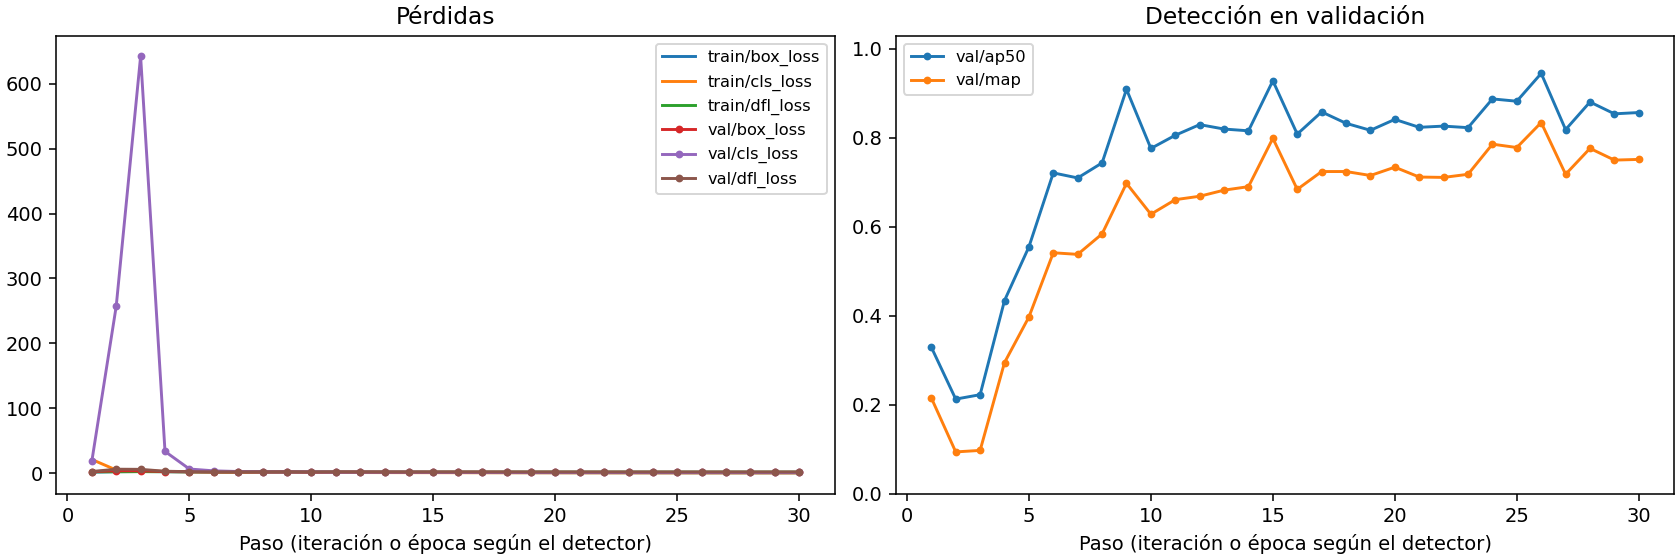 Pérdidas
600
500
400
300
200
100
0
0
5
10
15
20
25
30
Paso (iteración o época según el detector)
train/box_loss
train/cls_loss
train/dfl_loss
val/box_loss
val/cls_loss
val/dfl_loss
Detección en validación
1.0
0.8
0.6
0.4
0.2
0.0
0
5
10
15
20
25
30
Paso (iteración o época según el detector)
val/ap50
val/map